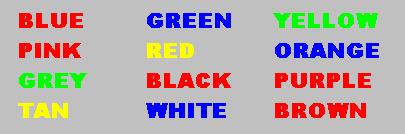 BLUE GREEN YELLOW
PINK RED ORANGE
GREY BLACK PURPLE
TAN WHITE BROWN